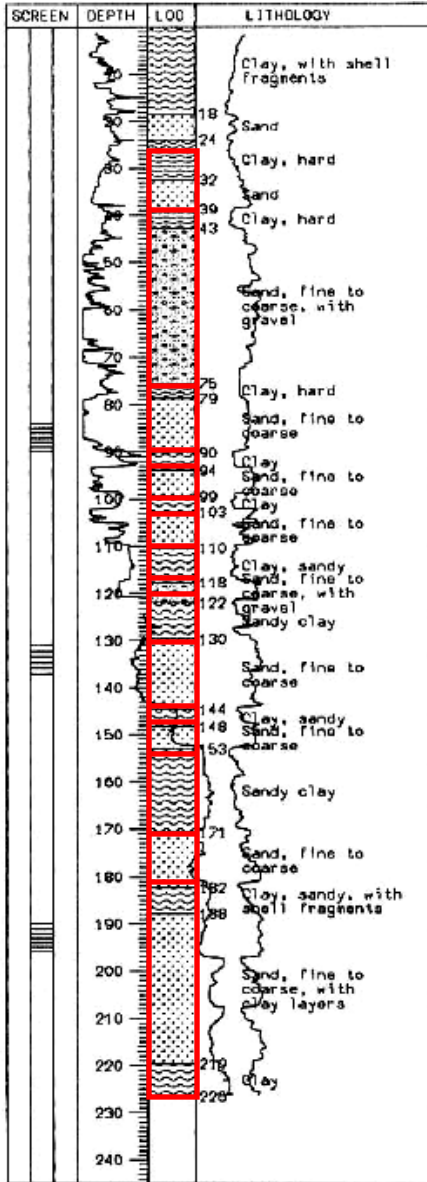 SCREEN DEPTH LOG LITHOLOGY
Clay, with shell
fragments
18
Sand
24
30
Clay, hard
32
Sand
39
Clay, hard
43
50
Sand, fine to
coarse, with
gravel
60
70
75
Clay, hard
79
80
Sand, fine to
coarse
90
90
Clay
94
Sand, fine to
coarse
99
100
Clay
103
Sand, fine to
coarse
110
110
Clay, sandy
118
Sand, fine to
coarse, with
gravel
120
122
Sandy clay
130
130
Sand, fine to
coarse
140
144
Clay, sandy
148
150
Sand, fine to
coarse
153
160
Sandy clay
170
171
Sand, fine to
coarse
180
182
Clay, sandy, with
shell fragments
188
190
200
Sand, fine to
coarse, with
clay layers
210
219
220
Clay
226
230
240